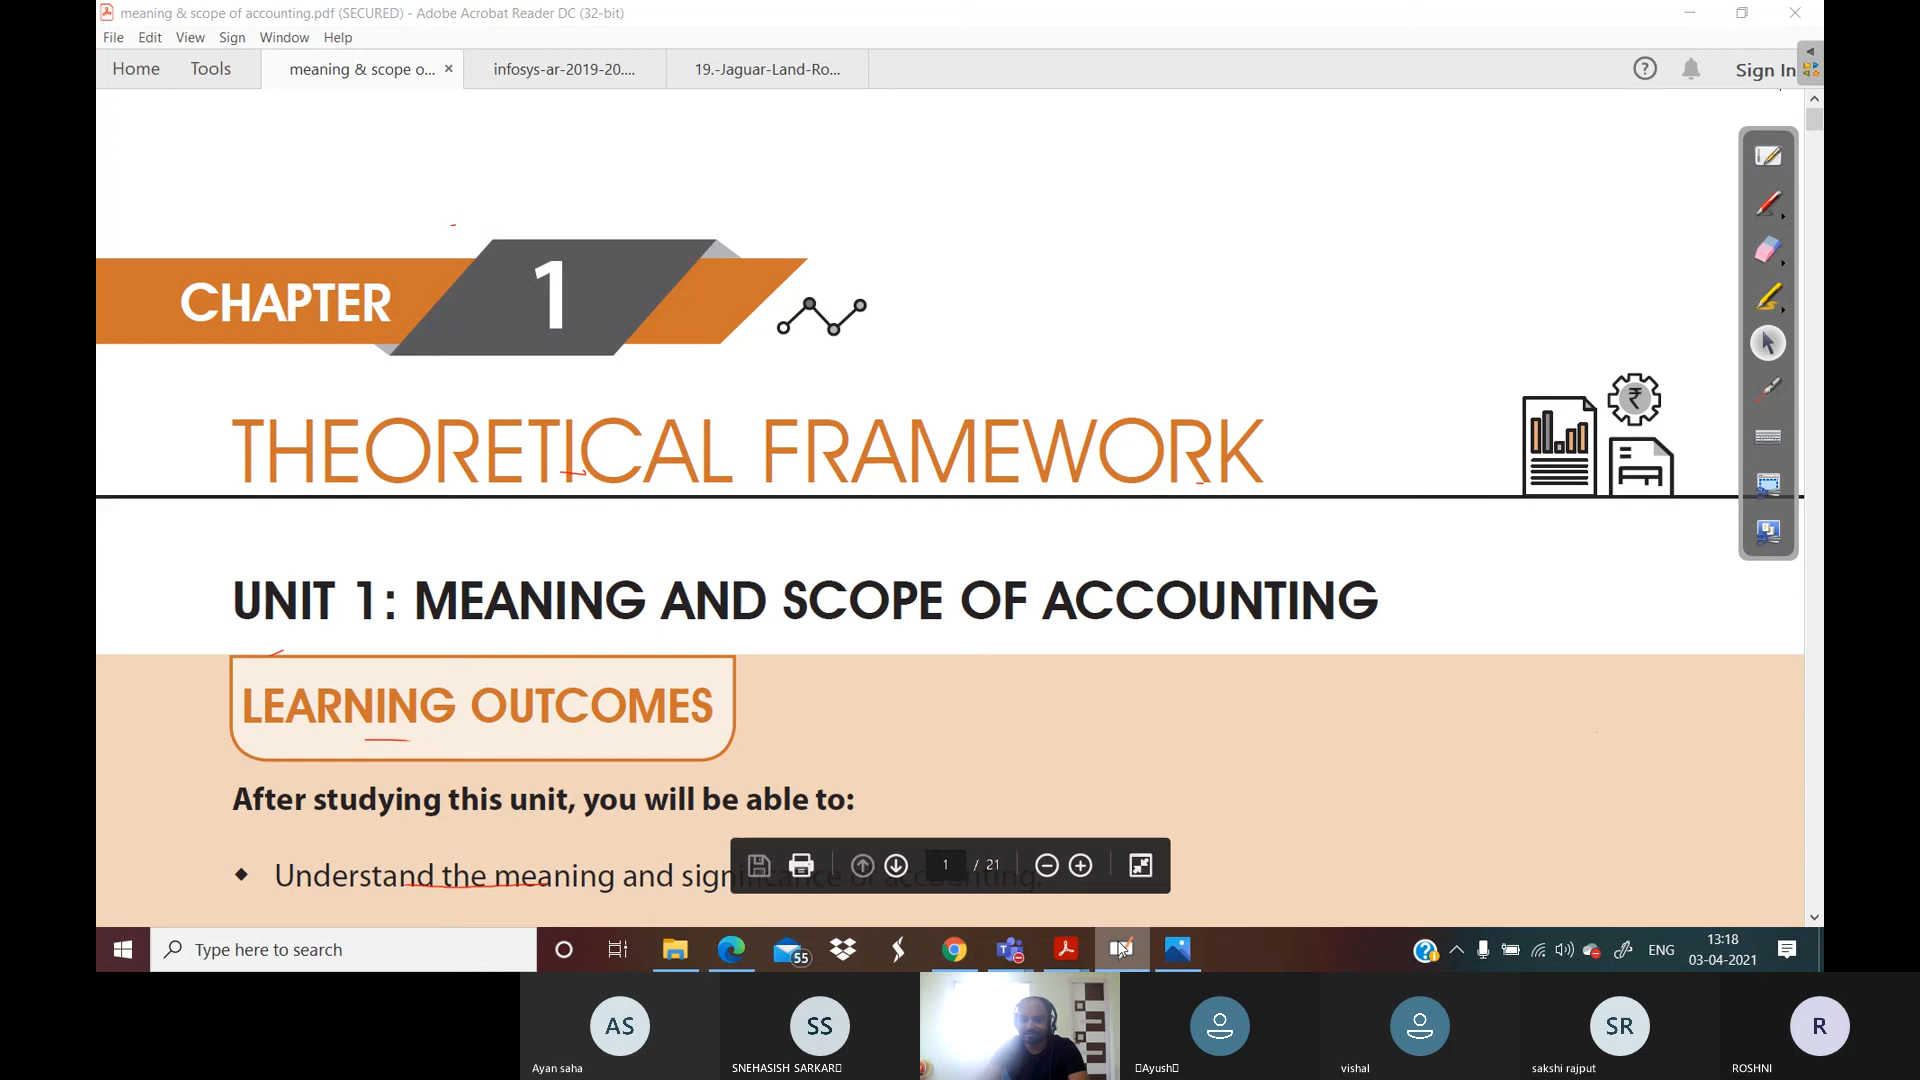 meaning & scope of accounting.pdf (SECURED) - Adobe Acrobat Reader DC (32-bit)
File Edit View Sign Window Help
Home Tools meaning & scope o... × infosys-ar-2019-20.... 19.-Jaguar-Land-Ro... ? Sign In
CHAPTER 1
₹
THEORETICAL FRAMEWORK
UNIT 1: MEANING AND SCOPE OF ACCOUNTING
LEARNING OUTCOMES
After studying this unit, you will be able to:
◆ Understand the meaning and significance of accounting.
1 / 21
Type here to search 55 ENG 13:18
03-04-2021
AS SS SR R
Ayan saha SNEHASISH SARKAR Ayush vishal sakshi rajput ROSHNI